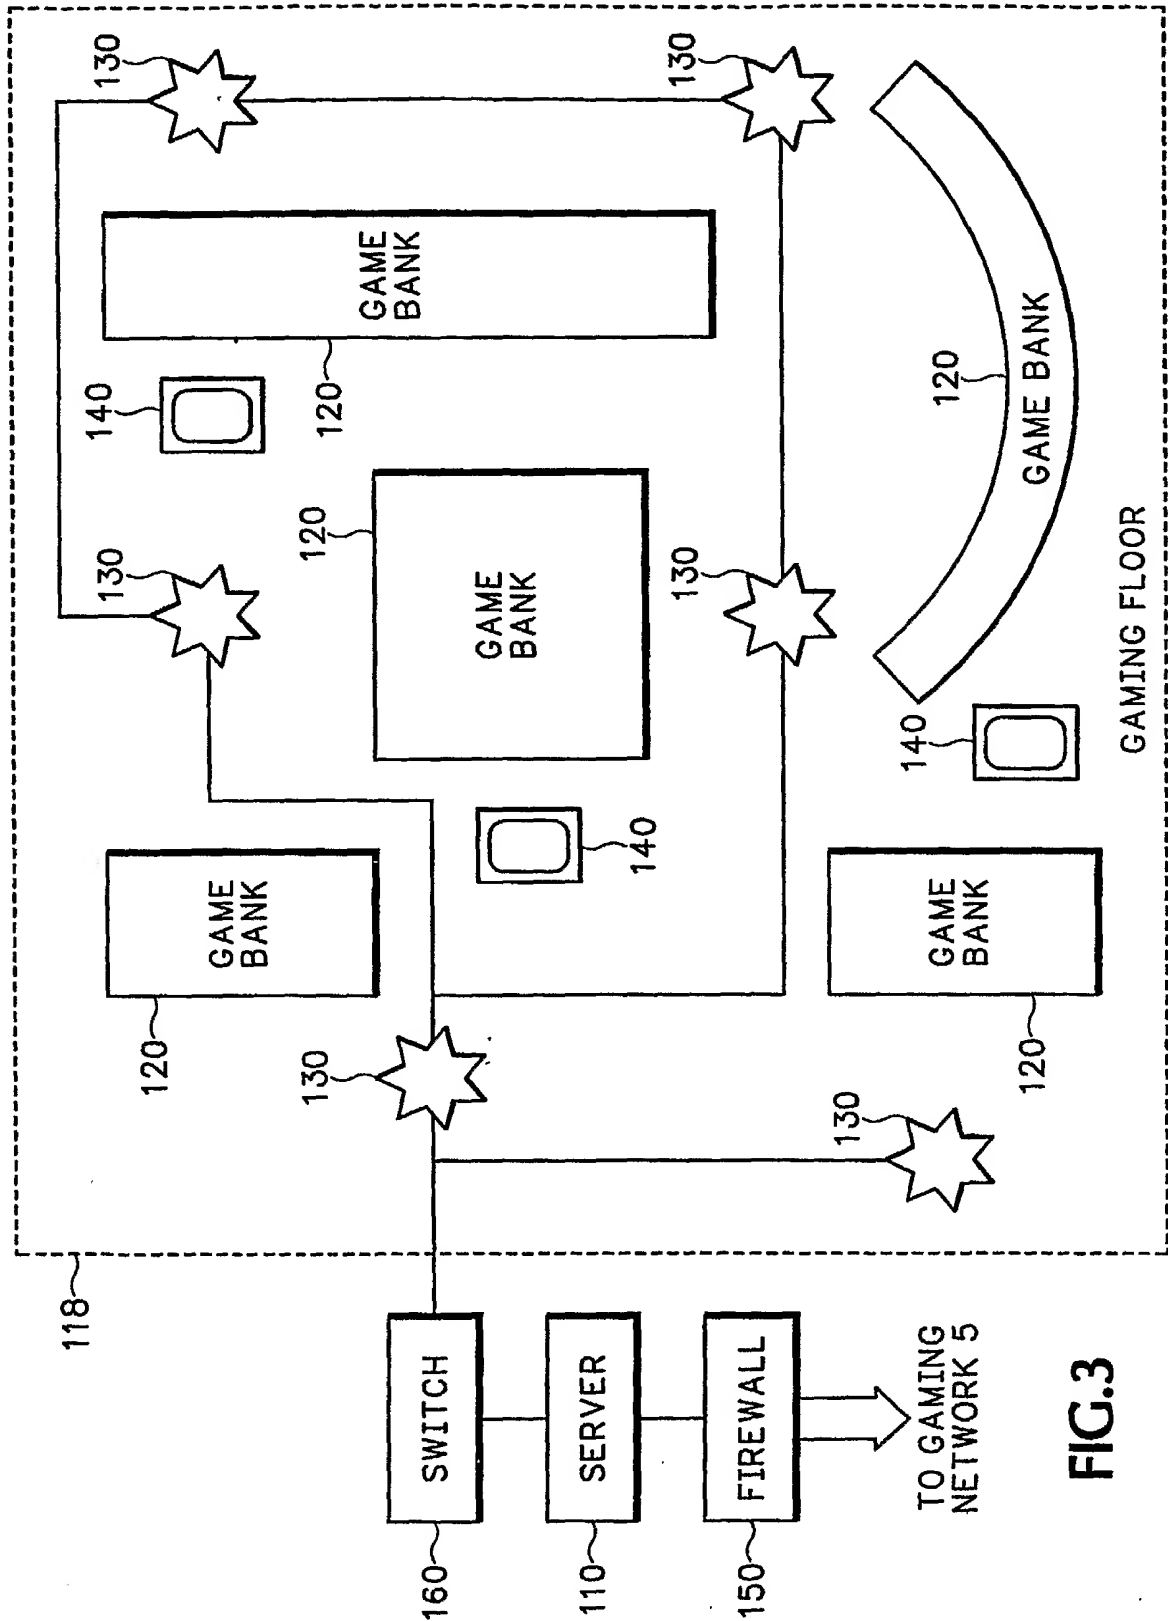 118
160
SWITCH
110
SERVER
150
FIREWALL
TO GAMING
NETWORK 5
130
130
130
130
130
130
120
GAME
BANK
120
GAME
BANK
120
GAME
BANK
120
GAME
BANK
120
GAME BANK
140
140
140
GAMING FLOOR
FIG.3